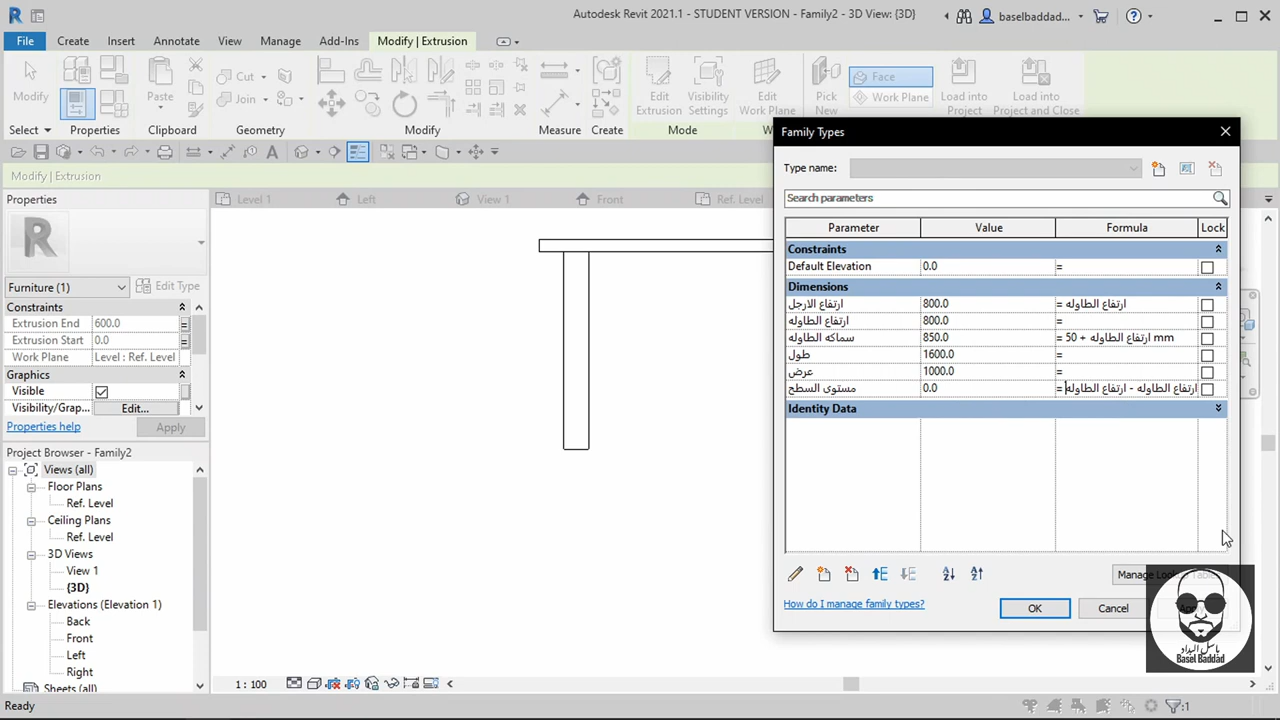 Autodesk Revit 2021.1 - STUDENT VERSION - Family2 - 3D View: {3D}
baselbaddad...
File
Create
Insert
Annotate
View
Manage
Add-Ins
Modify | Extrusion
Modify
Paste
Cut
Join
Edit Extrusion
Visibility Settings
Edit Work Plane
Pick New
Face
Work Plane
Load into Project
Load into Project and Close
Select
Properties
Clipboard
Geometry
Modify
Measure
Create
Mode
Modify | Extrusion
Properties
Furniture (1)
Edit Type
Constraints
Extrusion End 600.0
Extrusion Start 0.0
Work Plane Level : Ref. Level
Graphics
Visible
Visibility/Grap... Edit...
Properties help
Apply
Project Browser - Family2
Views (all)
Floor Plans
Ref. Level
Ceiling Plans
Ref. Level
3D Views
View 1
{3D}
Elevations (Elevation 1)
Back
Front
Left
Right
Sheets (all)
Level 1
Left
View 1
Front
Ref. Level
Family Types
Type name:
Search parameters
Parameter Value Formula Lock
Constraints
Default Elevation 0.0 =
Dimensions
ارتفاع الارجل 800.0 = ارتفاع الطاوله
ارتفاع الطاوله 800.0 =
سماكه الطاوله 850.0 = 50 + ارتفاع الطاوله mm
طول 1600.0 =
عرض 1000.0 =
مستوى السطح 0.0 = ارتفاع الطاوله - ارتفاع الطاوله
Identity Data
How do I manage family types?
OK
Cancel
باسل البداد
Basel Baddad
1 : 100
Ready
:1